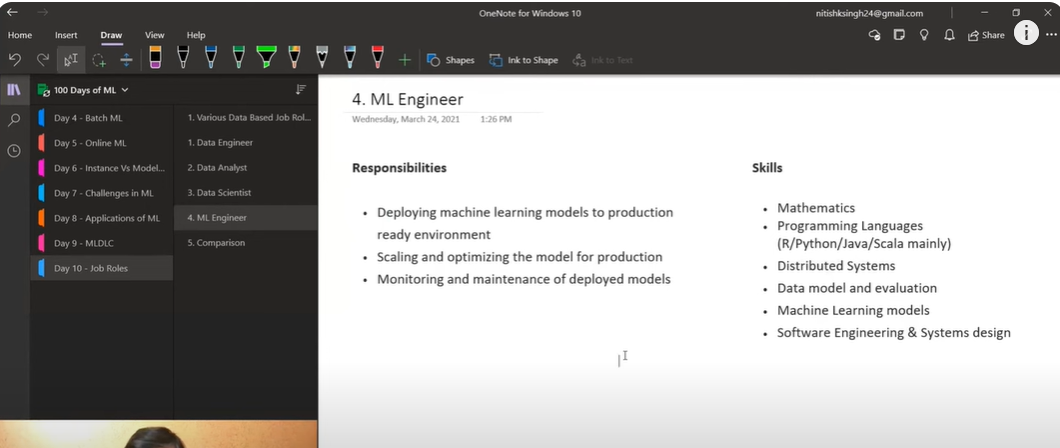 OneNote for Windows 10
nitishksingh24@gmail.com
Home Insert Draw View Help
Share
Shapes
Ink to Shape
Ink to Text
100 Days of ML
Day 4 - Batch ML
Day 5 - Online ML
Day 6 - Instance Vs Model...
Day 7 - Challenges in ML
Day 8 - Applications of ML
Day 9 - MLDLC
Day 10 - Job Roles
1. Various Data Based Job Rol...
1. Data Engineer
2. Data Analyst
3. Data Scientist
4. ML Engineer
5. Comparison
4. ML Engineer
Wednesday, March 24, 2021 1:26 PM
Responsibilities
• Deploying machine learning models to production
ready environment
• Scaling and optimizing the model for production
• Monitoring and maintenance of deployed models
Skills
• Mathematics
• Programming Languages
(R/Python/Java/Scala mainly)
• Distributed Systems
• Data model and evaluation
• Machine Learning models
• Software Engineering & Systems design